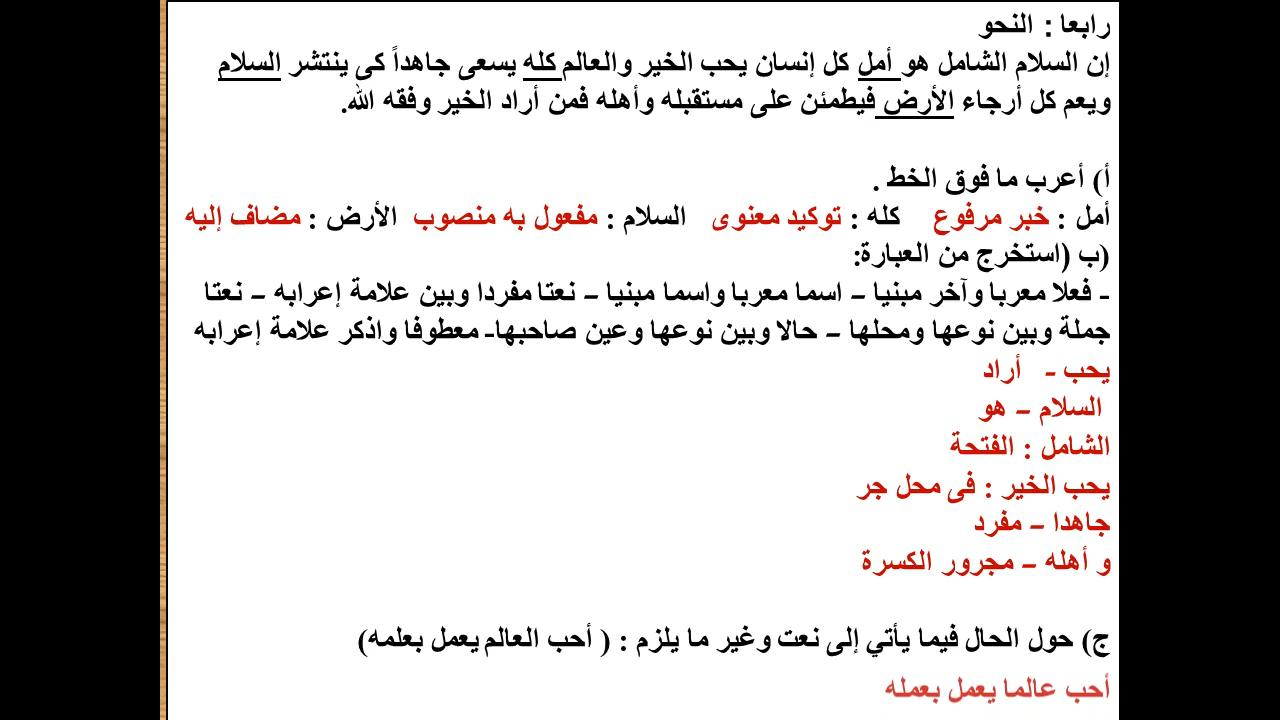 رابعا : النحو
إن السلام الشامل هو أمل كل إنسان يحب الخير والعالم كله يسعى جاهداً كى ينتشر السلام
ويعم كل أرجاء الأرض فيطمئن على مستقبله وأهله فمن أراد الخير وفقه الله.
أ) أعرب ما فوق الخط .
أمل : خبر مرفوع كله : توكيد معنوى السلام : مفعول به منصوب الأرض : مضاف إليه
(ب (استخرج من العبارة:
- فعلا معربا وآخر مبنيا – اسما معربا واسما مبنيا – نعتا مفردا وبين علامة إعرابه – نعتا
جملة وبين نوعها ومحلها – حالا وبين نوعها وعين صاحبها- معطوفا واذكر علامة إعرابه
يحب - أراد
السلام – هو
الشامل : الفتحة
يحب الخير : فى محل جر
جاهدا – مفرد
و أهله – مجرور الكسرة
ج) حول الحال فيما يأتي إلى نعت وغير ما يلزم : ( أحب العالم يعمل بعلمه)
أحب عالما يعمل بعمله